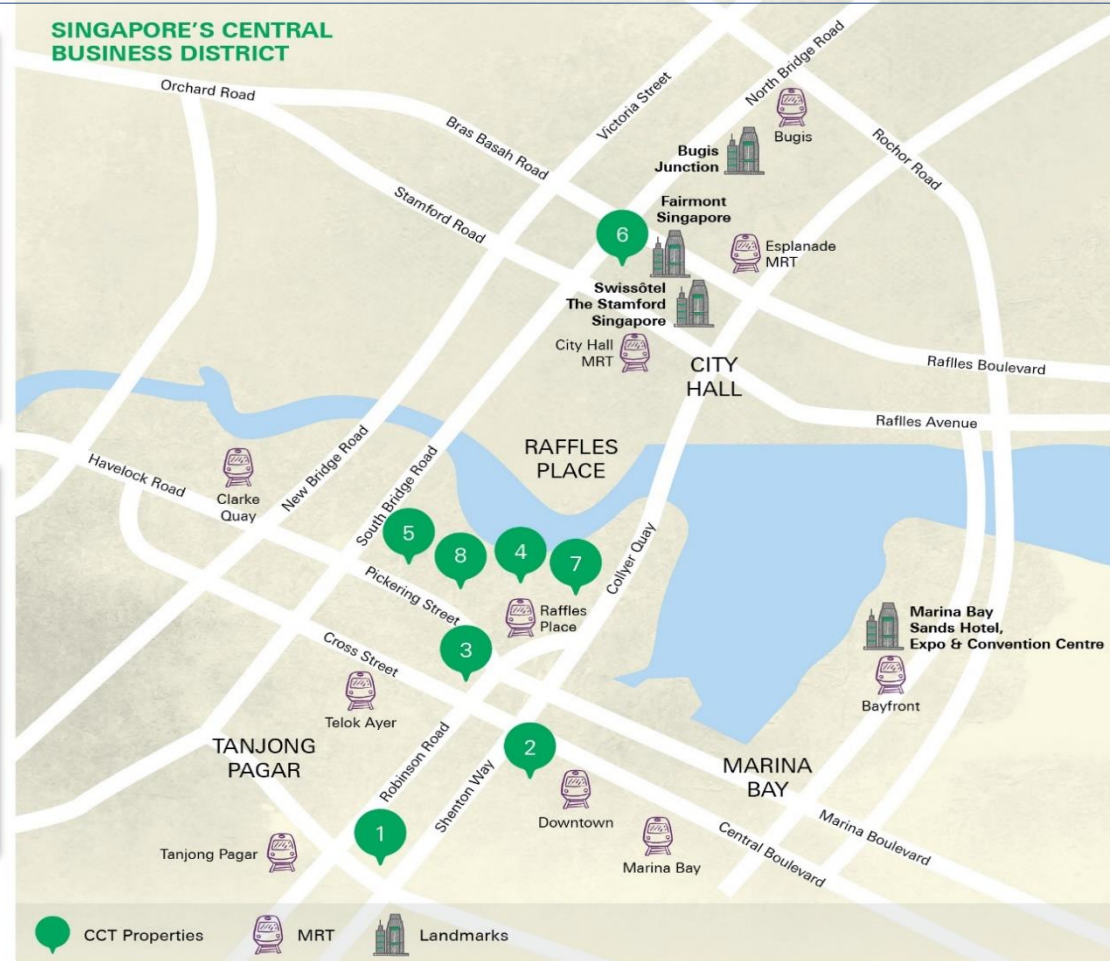 SINGAPORE'S CENTRAL
BUSINESS DISTRICT
Orchard Road
Bras Basah Road
Stamford Road
Victoria Street
North Bridge Road
Bugis
Rochor Road
Bugis
Junction
Fairmont
Singapore
6
Esplanade
MRT
Swissôtel
The Stamford
Singapore
City Hall
MRT
CITY
HALL
Raflles Boulevard
Raflles Avenue
RAFFLES
PLACE
Havelock Road
Clarke
Quay
New Bridge Road
South Bridge Road
5
8
4
7
Collyer Quay
Pickering Street
Raffles
Place
Cross Street
3
Marina Bay
Sands Hotel,
Expo & Convention Centre
Bayfront
Telok Ayer
TANJONG
PAGAR
Robinson Road
Shenton Way
2
MARINA
BAY
Downtown
Marina Bay
Central Boulevard
Marina Boulevard
Tanjong Pagar
1
CCT Properties
MRT
Landmarks